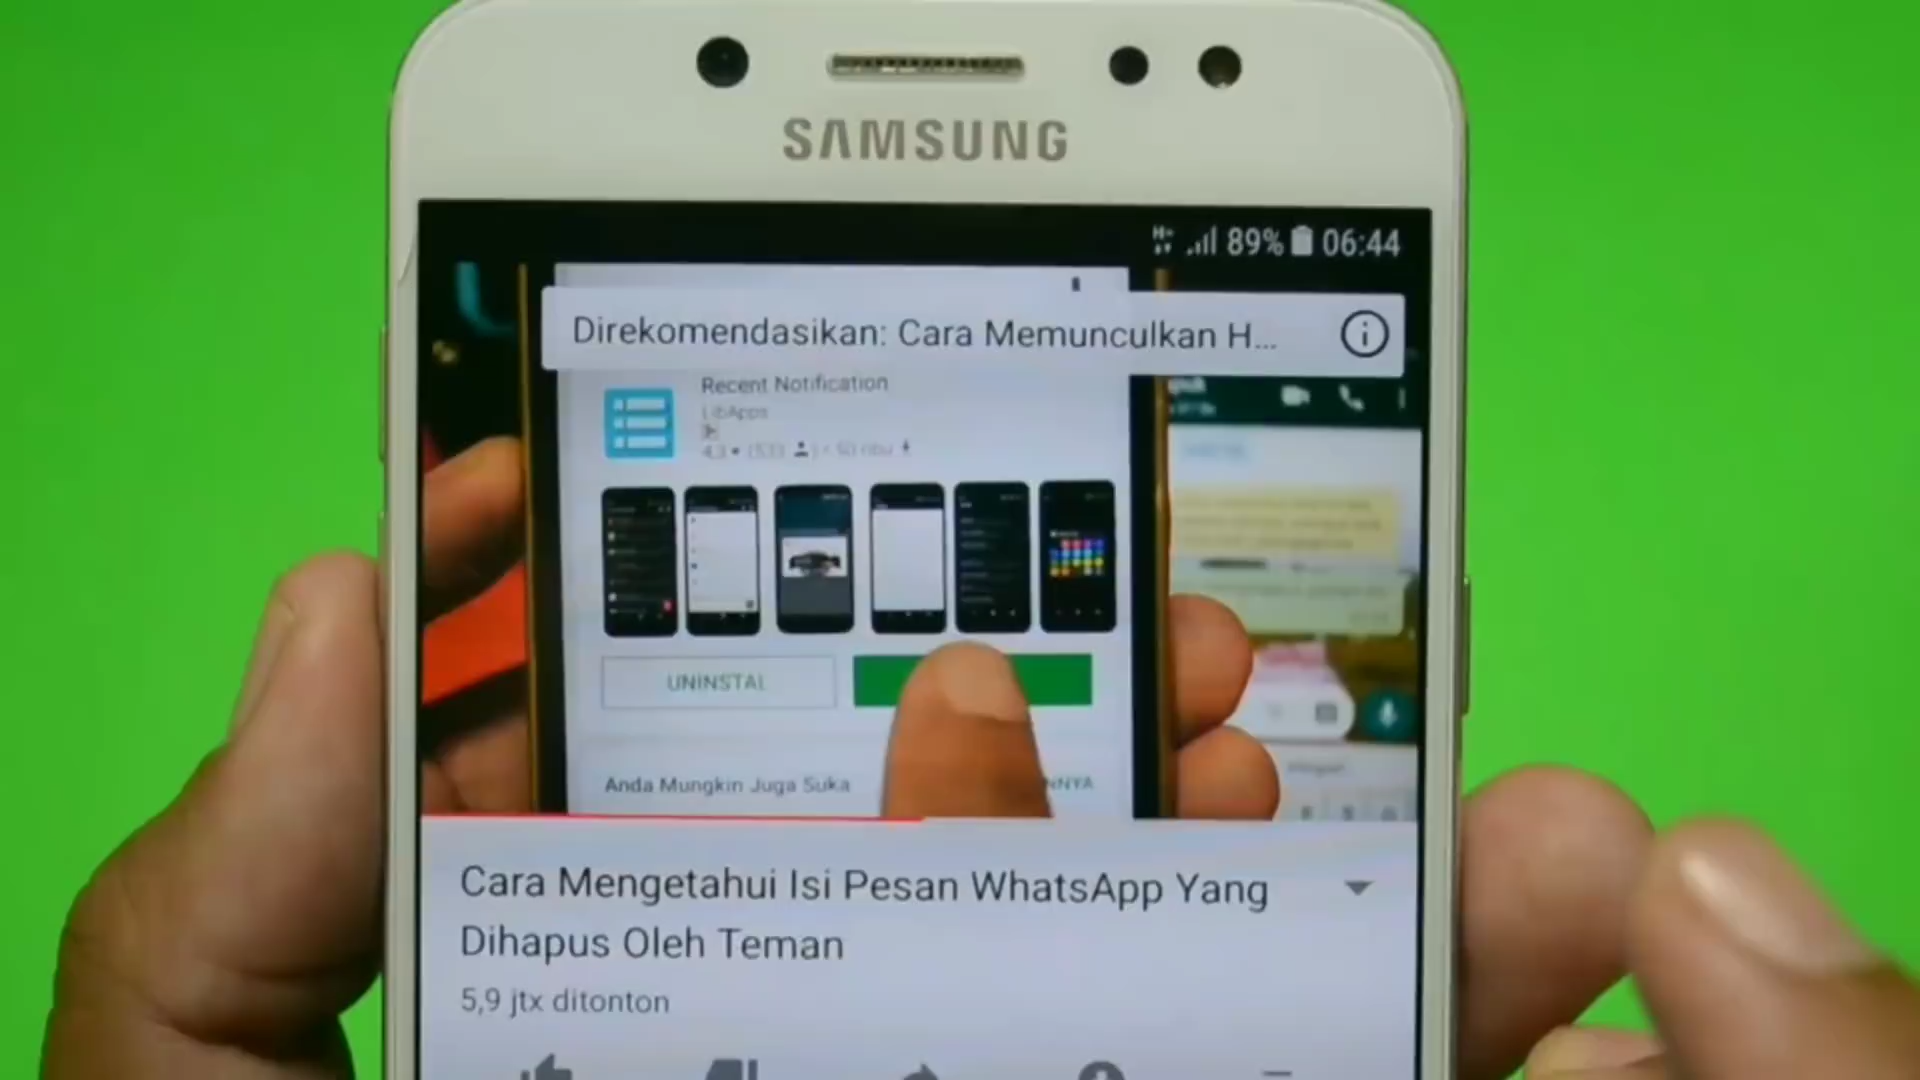 SAMSUNG
89% 06:44
Direkomendasikan: Cara Memunculkan H...
Recent Notification
LibApps
UNINSTAL
Anda Mungkin Juga Suka
Cara Mengetahui Isi Pesan WhatsApp Yang
Dihapus Oleh Teman
5,9 jtx ditonton